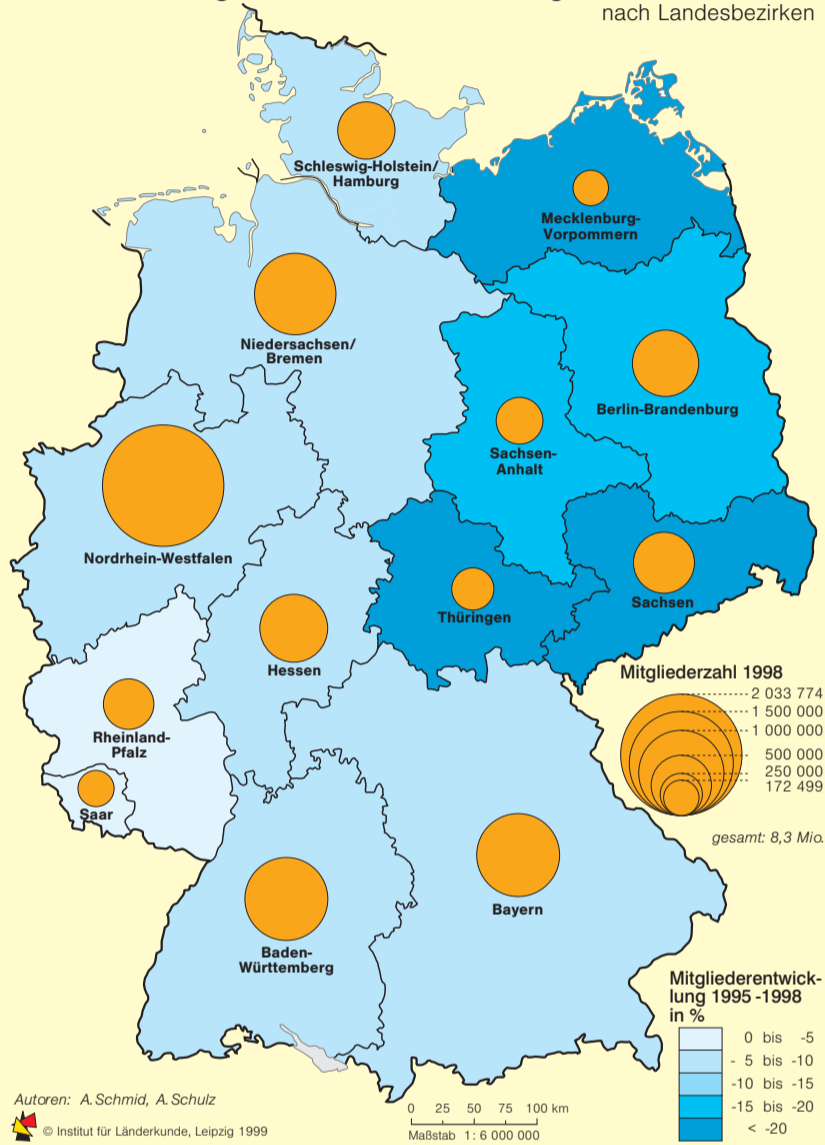 nach Landesbezirken
Schleswig-Holstein/
Hamburg
Mecklenburg-
Vorpommern
Niedersachsen/
Bremen
Berlin-Brandenburg
Sachsen-
Anhalt
Nordrhein-Westfalen
Thüringen
Sachsen
Hessen
Rheinland-
Pfalz
Saar
Bayern
Baden-
Württemberg
Mitgliederzahl 1998
2 033 774
1 500 000
1 000 000
500 000
250 000
172 499
gesamt: 8,3 Mio.
Mitgliederentwick-
lung 1995 -1998
in %
0 bis -5
- 5 bis -10
-10 bis -15
-15 bis -20
< -20
Autoren: A. Schmid, A. Schulz
© Institut für Länderkunde, Leipzig 1999
0 25 50 75 100 km
Maßstab 1: 6 000 000